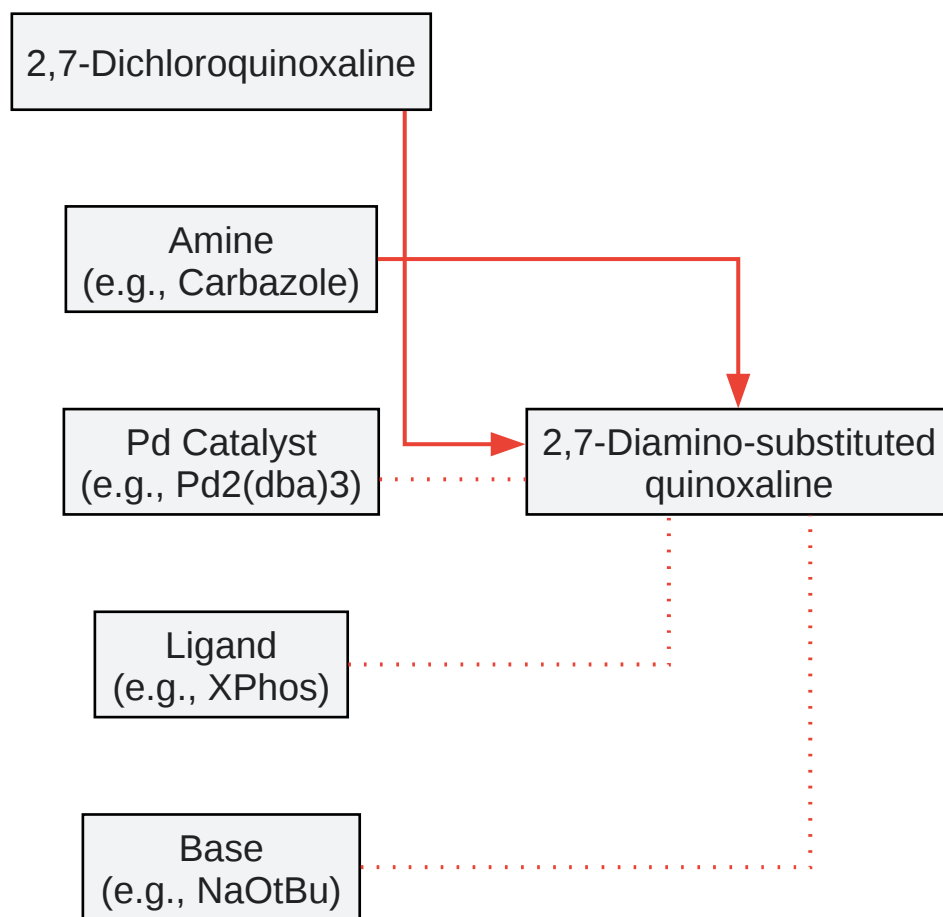 2,7-Dichloroquinoxaline
Amine
(e.g., Carbazole)
Pd Catalyst
(e.g., Pd2(dba)3)
2,7-Diamino-substituted
quinoxaline
Ligand
(e.g., XPhos)
Base
(e.g., NaOtBu)